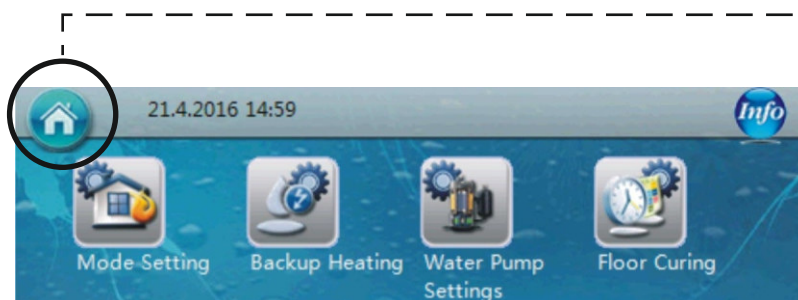 21.4.2016 14:59
Info
Mode Setting
Backup Heating
Water Pump
Settings
Floor Curing